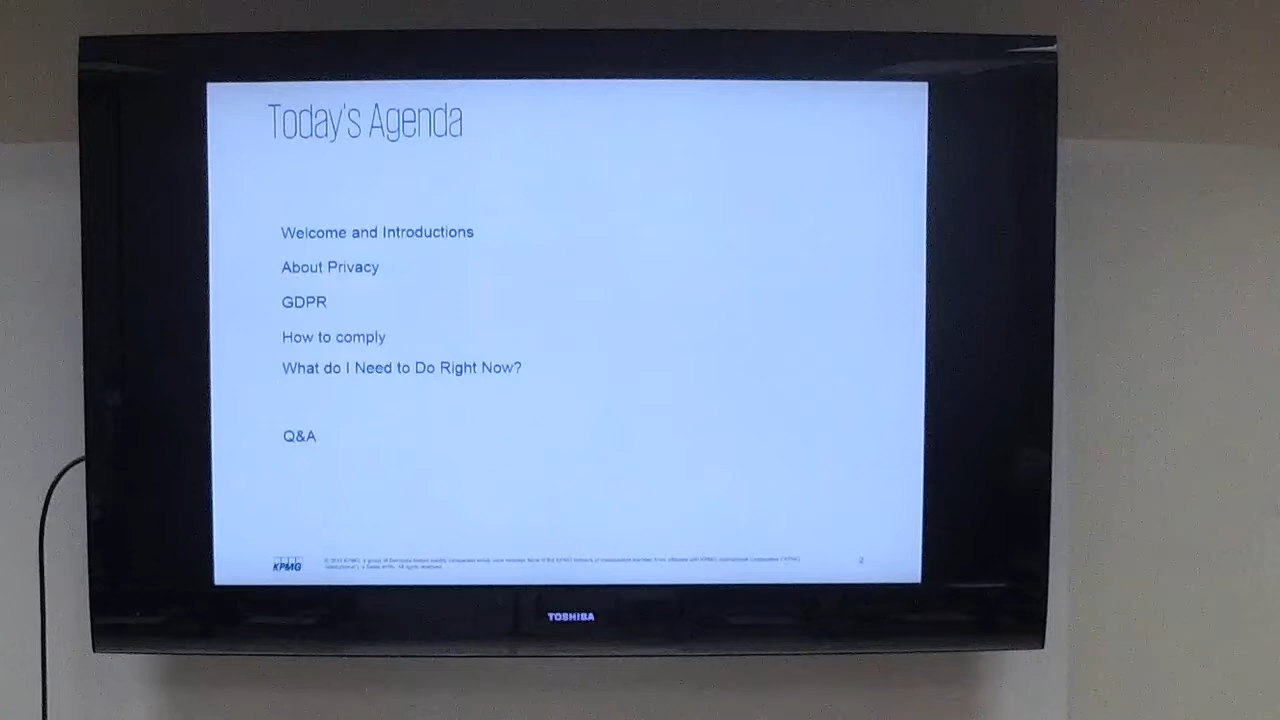 Today's Agenda
Welcome and Introductions
About Privacy
GDPR
How to comply
What do I Need to Do Right Now?
Q&A
KPMG
2
TOSHIBA